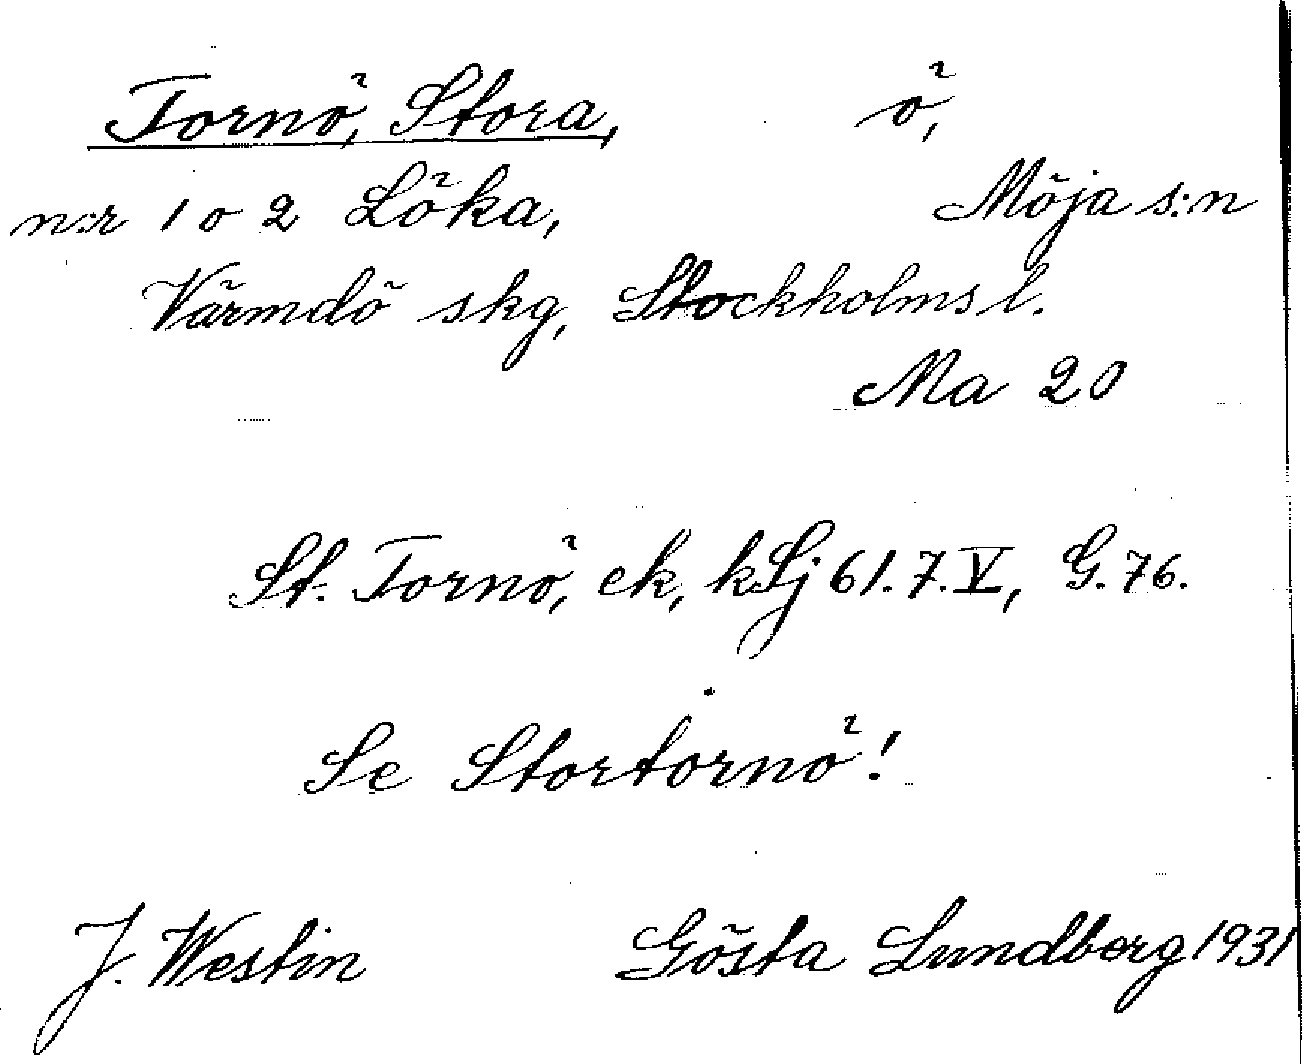 Tornö, Stora, ö,
n:r 1 o 2 Löka, Möja s:n
Värmdö skg, Stockholms l.
Ma 20
St. Tornö, ek, kLj 61.7.V, G. 76.
Se Stortornö!
J. Westin Gösta Lundberg 1931